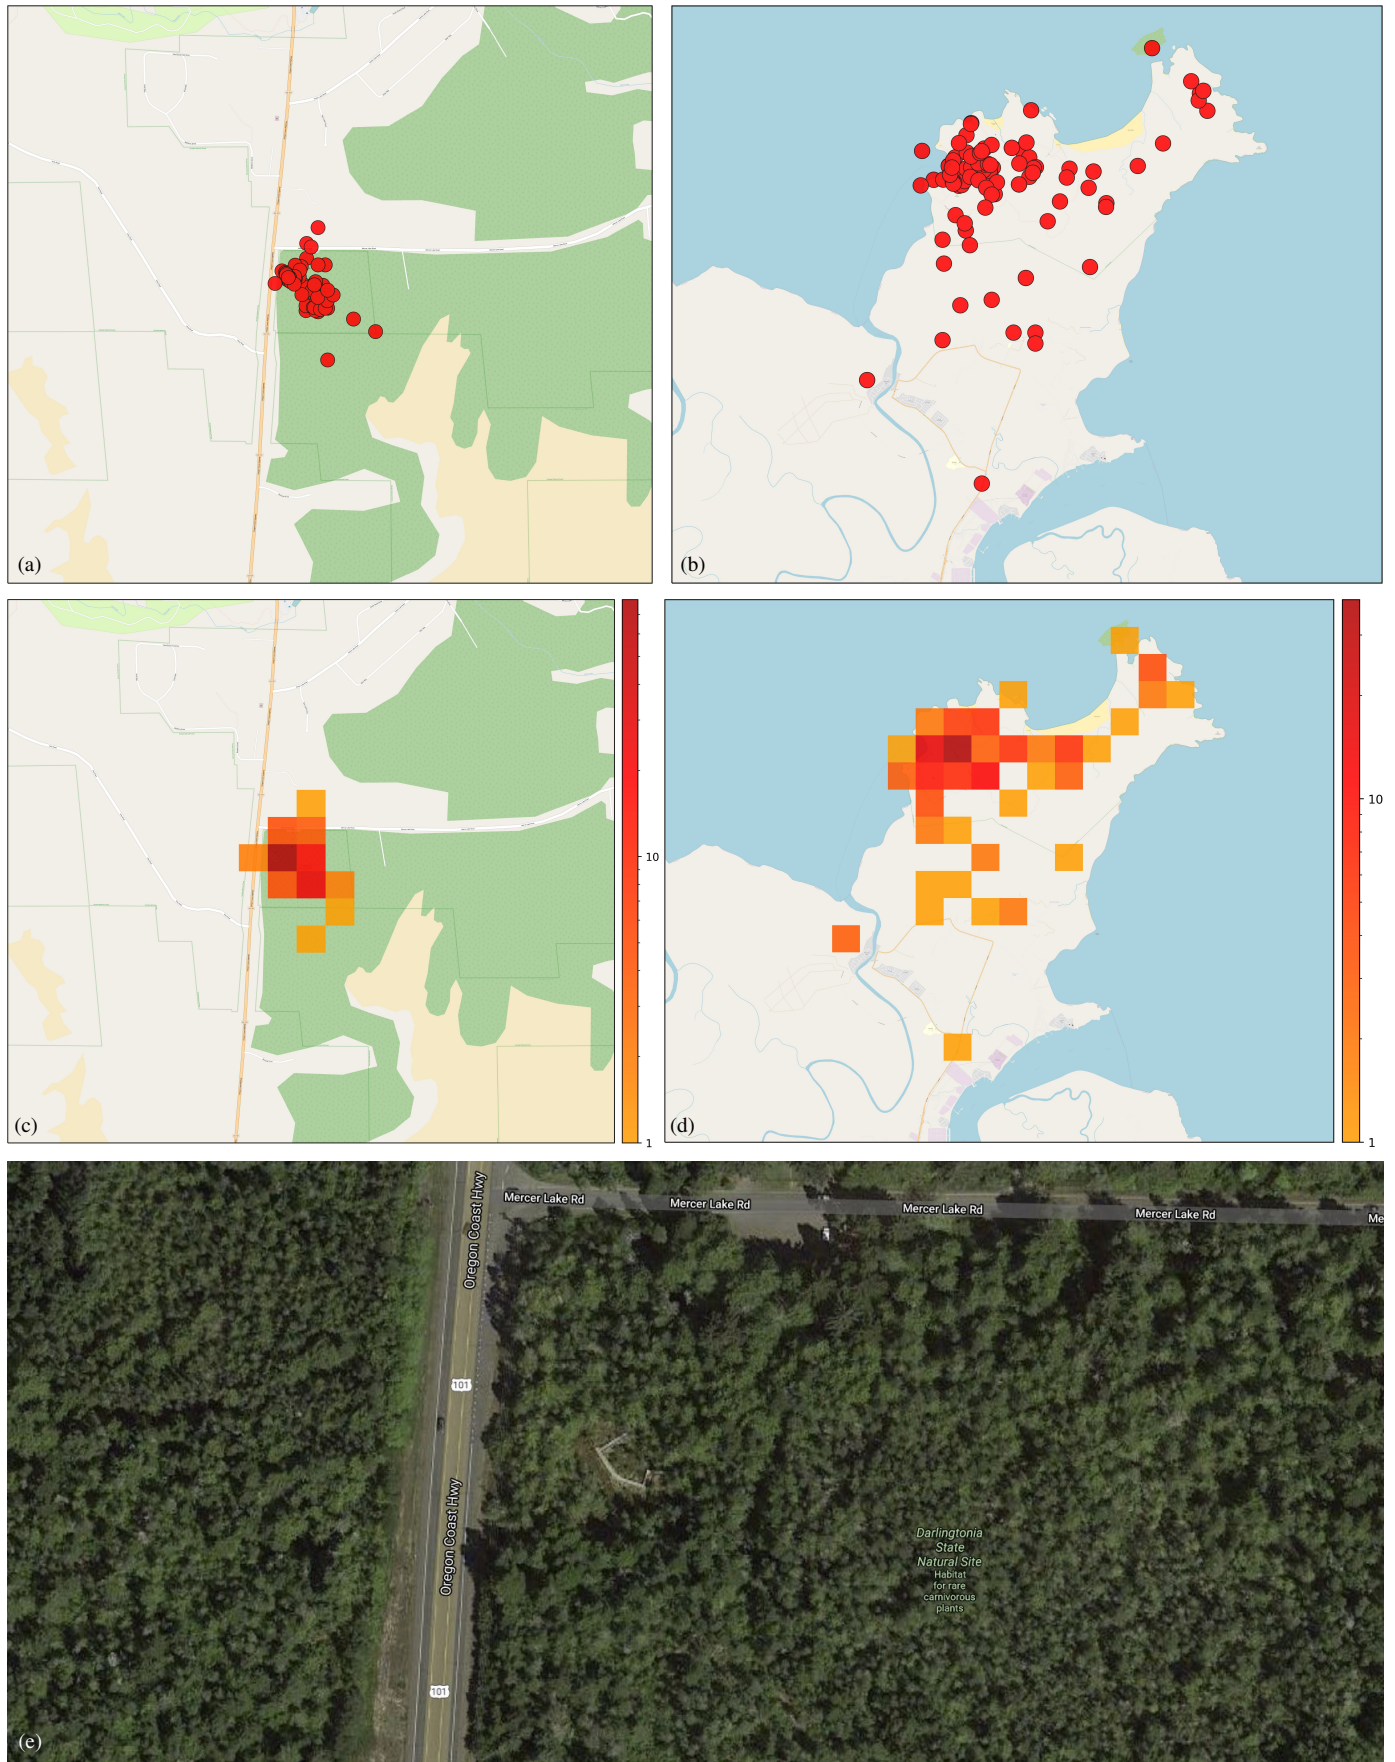 (a)
(b)
(c)
10
1
(d)
10
1
Mercer Lake Rd
Mercer Lake Rd
Mercer Lake Rd
Mercer Lake Rd
Me
Oregon Coast Hwy
101
Oregon Coast Hwy
Darlingtonia
State
Natural Site
Habitat
for rare
carnivorous
plants
101
(e)